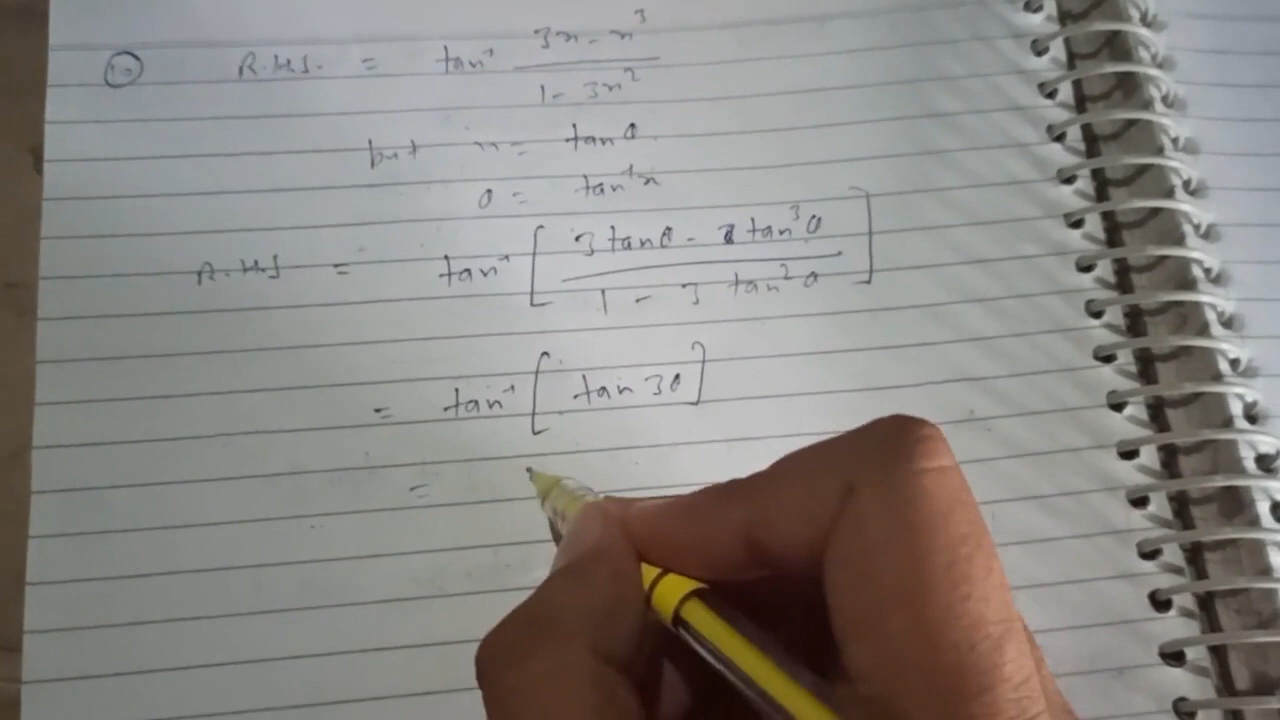 10 R.H.S. = tan⁻¹ (3x - x³)/(1 - 3x²)
put x = tanθ
θ = tan⁻¹x
R.H.S = tan⁻¹ [(3 tanθ - tan³θ)/(1 - 3 tan²θ)]
= tan⁻¹ [tan 3θ]
=